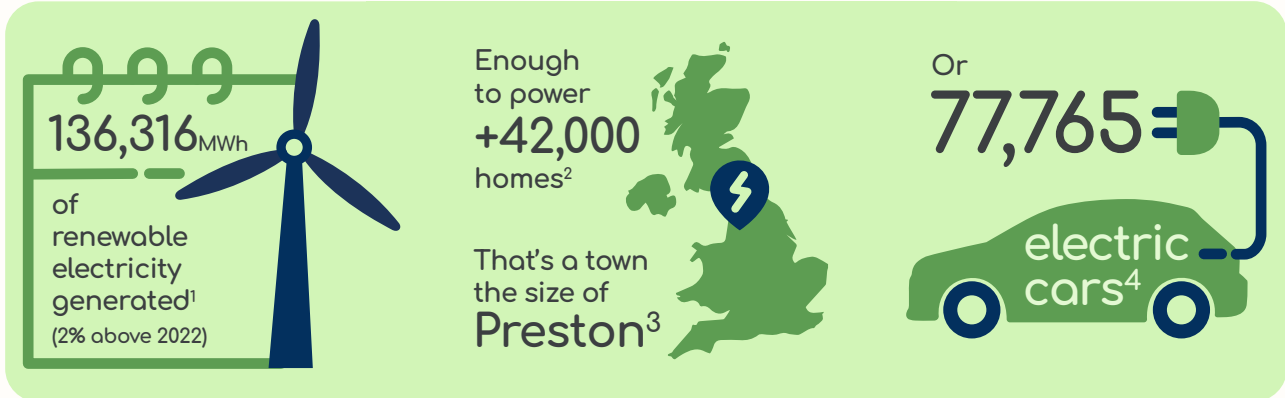 136,316MWh
of
renewable
electricity
generated¹
(2% above 2022)
Enough
to power
+42,000
homes²
That's a town
the size of
Preston³
Or
77,765
electric
cars⁴